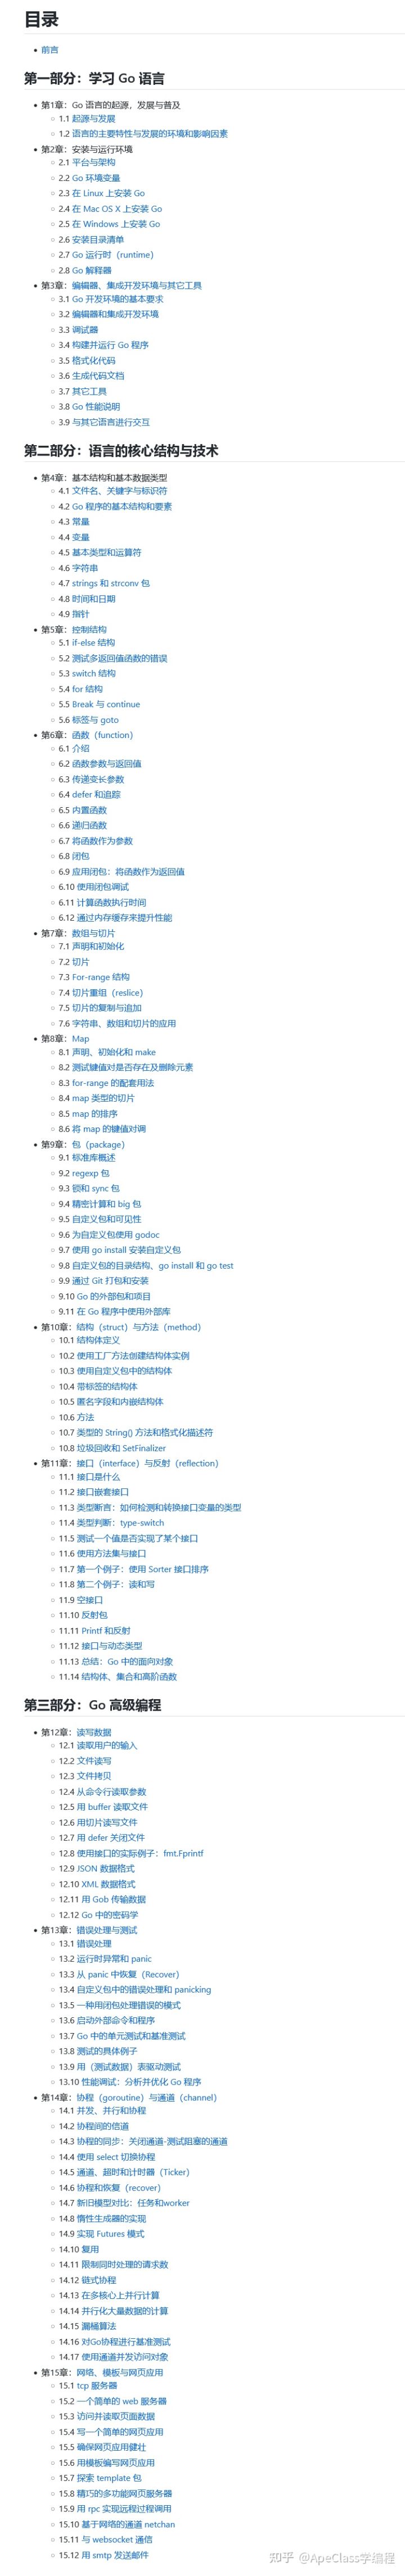 目录
前言
第一部分：学习 Go 语言
第1章：Go 语言的起源，发展与普及
1.1 起源与发展
1.2 语言的主要特性与发展的环境和影响因素
第2章：安装与运行环境
2.1 平台与架构
2.2 Go 环境变量
2.3 在 Linux 上安装 Go
2.4 在 Mac OS X 上安装 Go
2.5 在 Windows 上安装 Go
2.6 安装目录清单
2.7 Go 运行时（runtime）
2.8 Go 解释器
第3章：编辑器、集成开发环境与其它工具
3.1 Go 开发环境的基本要求
3.2 编辑器和集成开发环境
3.3 调试器
3.4 构建并运行 Go 程序
3.5 格式化代码
3.6 生成代码文档
3.7 其它工具
3.8 Go 性能说明
3.9 与其它语言进行交互
第二部分：语言的核心结构与技术
第4章：基本结构和基本数据类型
4.1 文件名、关键字与标识符
4.2 Go 程序的基本结构和要素
4.3 常量
4.4 变量
4.5 基本类型和运算符
4.6 字符串
4.7 strings 和 strconv 包
4.8 时间和日期
4.9 指针
第5章：控制结构
5.1 if-else 结构
5.2 测试多返回值函数的错误
5.3 switch 结构
5.4 for 结构
5.5 Break 与 continue
5.6 标签与 goto
第6章：函数（function）
6.1 介绍
6.2 函数参数与返回值
6.3 传递变长参数
6.4 defer 和追踪
6.5 内置函数
6.6 递归函数
6.7 将函数作为参数
6.8 闭包
6.9 应用闭包：将函数作为返回值
6.10 使用闭包调试
6.11 计算函数执行时间
6.12 通过内存缓存来提升性能
第7章：数组与切片
7.1 声明和初始化
7.2 切片
7.3 For-range 结构
7.4 切片重组（reslice）
7.5 切片的复制与追加
7.6 字符串、数组和切片的应用
第8章：Map
8.1 声明、初始化和 make
8.2 测试键值对是否存在及删除元素
8.3 for-range 的配套用法
8.4 map 类型的切片
8.5 map 的排序
8.6 将 map 的键值对调
第9章：包（package）
9.1 标准库概述
9.2 regexp 包
9.3 锁和 sync 包
9.4 精密计算和 big 包
9.5 自定义包和可见性
9.6 为自定义包使用 godoc
9.7 使用 go install 安装自定义包
9.8 自定义包的目录结构、go install 和 go test
9.9 通过 Git 打包和安装
9.10 Go 的外部包和项目
9.11 在 Go 程序中使用外部库
第10章：结构（struct）与方法（method）
10.1 结构体定义
10.2 使用工厂方法创建结构体实例
10.3 使用自定义包中的结构体
10.4 带标签的结构体
10.5 匿名字段和内嵌结构体
10.6 方法
10.7 类型的 String() 方法和格式化描述符
10.8 垃圾回收和 SetFinalizer
第11章：接口（interface）与反射（reflection）
11.1 接口是什么
11.2 接口嵌套接口
11.3 类型断言：如何检测和转换接口变量的类型
11.4 类型判断：type-switch
11.5 测试一个值是否实现了某个接口
11.6 使用方法集与接口
11.7 第一个例子：使用 Sorter 接口排序
11.8 第二个例子：读和写
11.9 空接口
11.10 反射包
11.11 Printf 和反射
11.12 接口与动态类型
11.13 总结：Go 中的面向对象
11.14 结构体、集合和高阶函数
第三部分：Go 高级编程
第12章：读写数据
12.1 读取用户的输入
12.2 文件读写
12.3 文件拷贝
12.4 从命令行读取参数
12.5 用 buffer 读取文件
12.6 用切片读写文件
12.7 用 defer 关闭文件
12.8 使用接口的实际例子：fmt.Fprintf
12.9 JSON 数据格式
12.10 XML 数据格式
12.11 用 Gob 传输数据
12.12 Go 中的密码学
第13章：错误处理与测试
13.1 错误处理
13.2 运行时异常和 panic
13.3 从 panic 中恢复（Recover）
13.4 自定义包中的错误处理和 panicking
13.5 一种用闭包处理错误的模式
13.6 启动外部命令和程序
13.7 Go 中的单元测试和基准测试
13.8 测试的具体例子
13.9 用（测试数据）表驱动测试
13.10 性能调试：分析并优化 Go 程序
第14章：协程（goroutine）与通道（channel）
14.1 并发、并行和协程
14.2 协程间的信道
14.3 协程的同步：关闭通道-测试阻塞的通道
14.4 使用 select 切换协程
14.5 通道、超时和计时器（Ticker）
14.6 协程和恢复（recover）
14.7 新旧模型对比：任务和worker
14.8 惰性生成器的实现
14.9 实现 Futures 模式
14.10 复用
14.11 限制同时处理的请求数
14.12 链式协程
14.13 在多核心上并行计算
14.14 并行化大量数据的计算
14.15 漏桶算法
14.16 对Go协程进行基准测试
14.17 使用通道并发访问对象
第15章：网络、模板与网页应用
15.1 tcp 服务器
15.2 一个简单的 web 服务器
15.3 访问并读取页面数据
15.4 写一个简单的网页应用
15.5 确保网页应用健壮
15.6 用模板编写网页应用
15.7 探索 template 包
15.8 精巧的多功能网页服务器
15.9 用 rpc 实现远程过程调用
15.10 基于网络的通道 netchan
15.11 与 websocket 通信
15.12 用 smtp 发送邮件
知乎 @ApeClass学编程